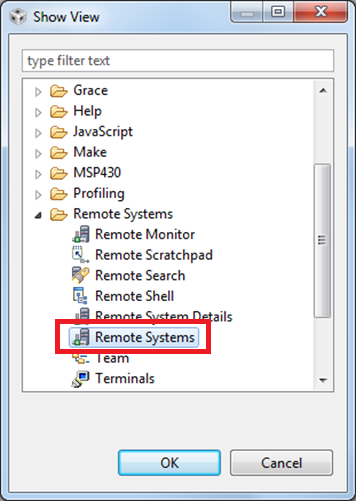 Show View
type filter text
Grace
Help
JavaScript
Make
MSP430
Profiling
Remote Systems
Remote Monitor
Remote Scratchpad
Remote Search
Remote Shell
Remote System Details
Remote Systems
Team
Terminals
OK
Cancel